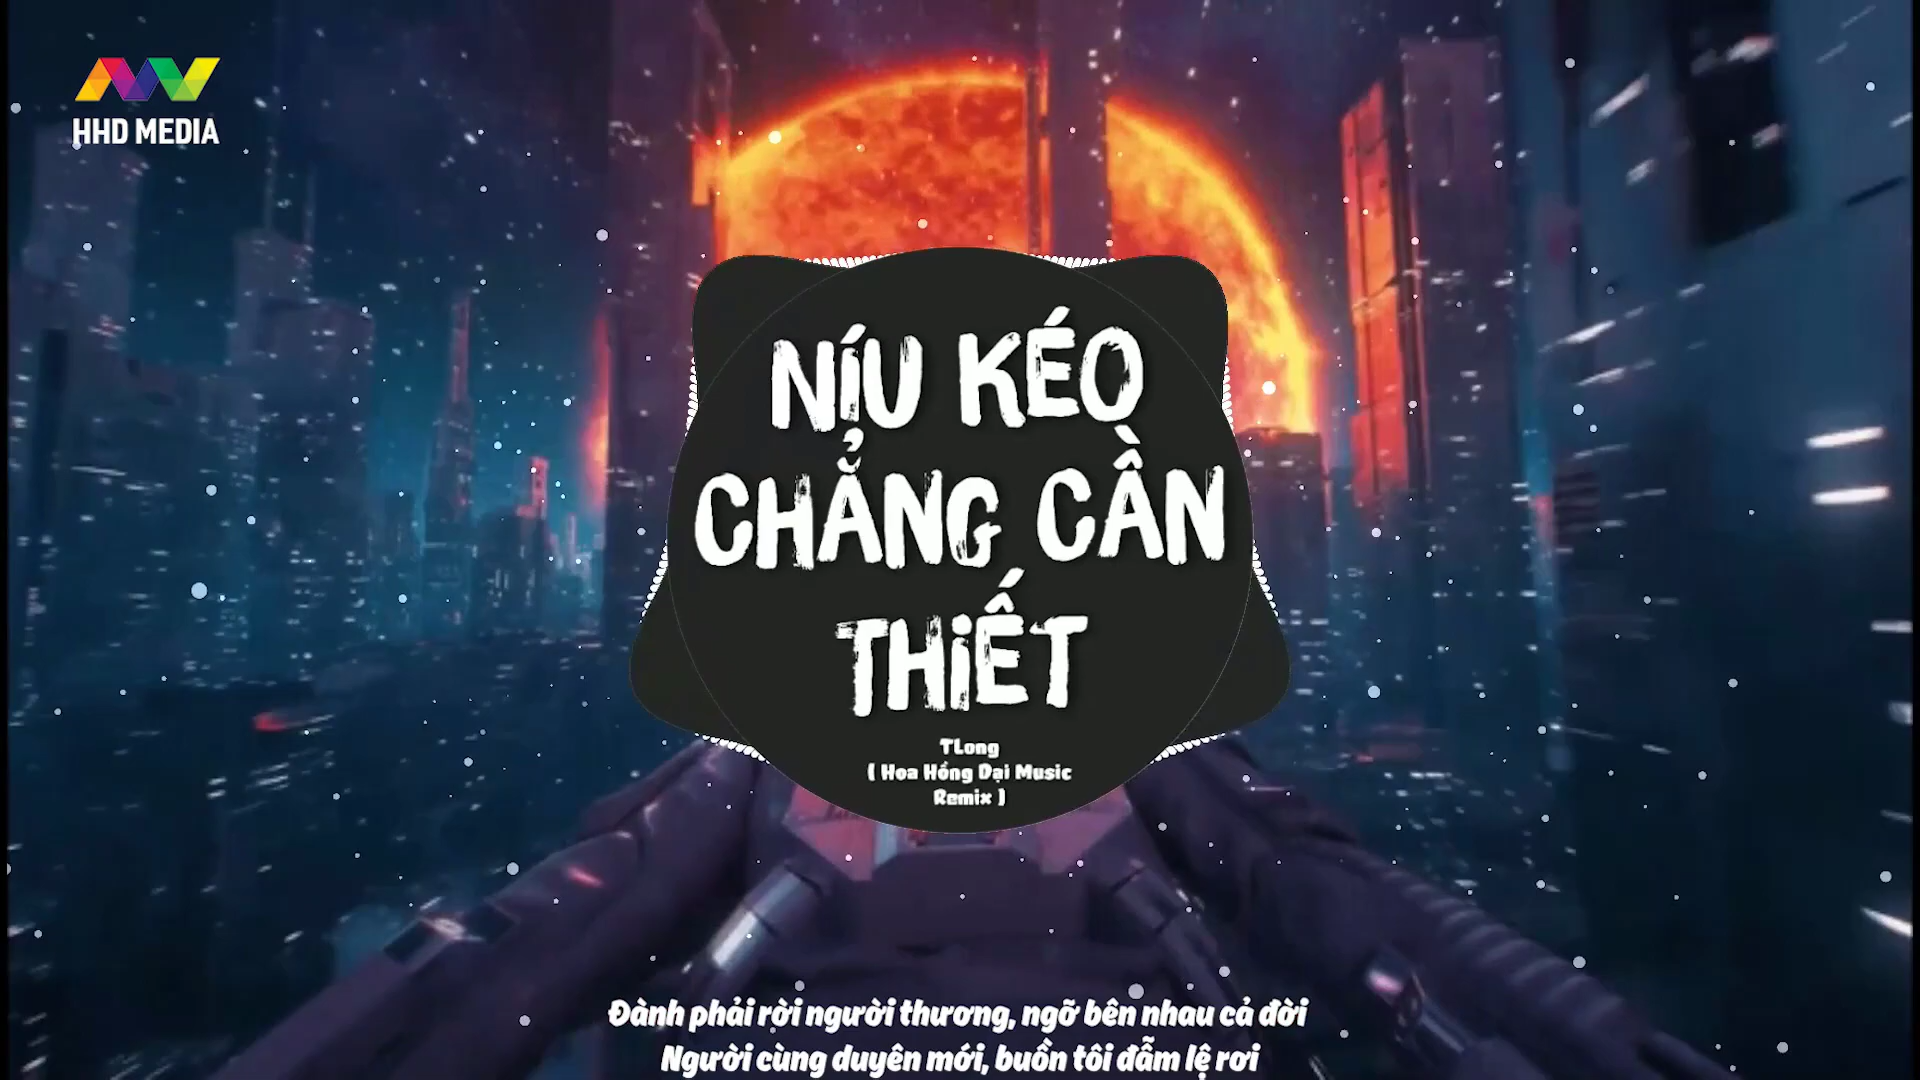 HHD MEDIA
NÍU KÉO
CHẲNG CẦN
THiẾT
TLong
( Hoa Hồng Dại Music
Remix )
Đành phải rời người thương, ngỡ bên nhau cả đời
Người cùng duyên mới, buồn tôi đẫm lệ rơi